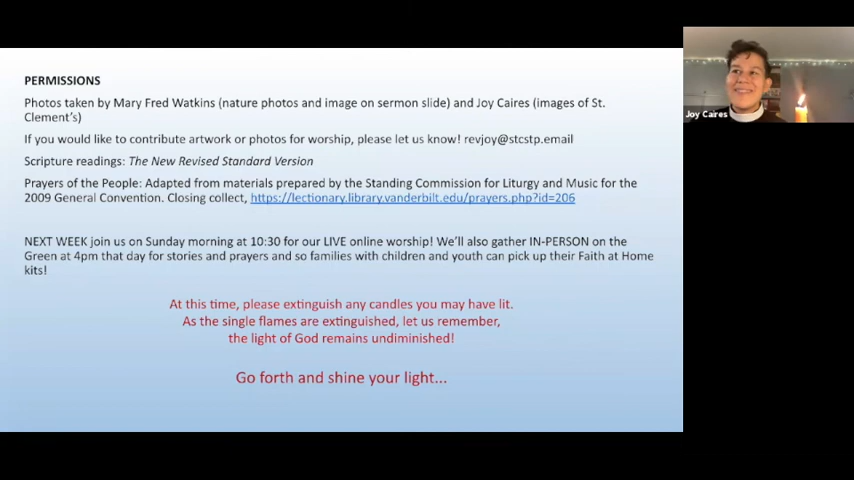 PERMISSIONS
Photos taken by Mary Fred Watkins (nature photos and image on sermon slide) and Joy Caires (images of St.
Clement's)
If you would like to contribute artwork or photos for worship, please let us know! revjoy@stcstp.email
Scripture readings: The New Revised Standard Version
Prayers of the People: Adapted from materials prepared by the Standing Commission for Liturgy and Music for the
2009 General Convention. Closing collect, https://lectionary.library.vanderbilt.edu/prayers.php?id=206
NEXT WEEK join us on Sunday morning at 10:30 for our LIVE online worship! We'll also gather IN-PERSON on the
Green at 4pm that day for stories and prayers and so families with children and youth can pick up their Faith at Home
kits!
At this time, please extinguish any candles you may have lit.
As the single flames are extinguished, let us remember,
the light of God remains undiminished!
Go forth and shine your light...
Joy Caires